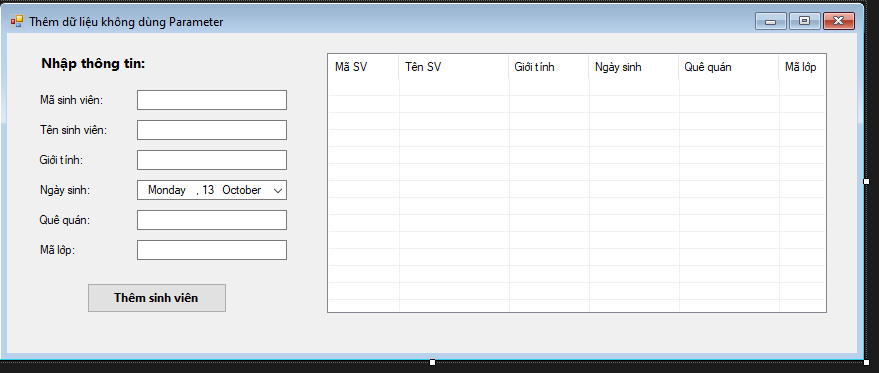 Thêm dữ liệu không dùng Parameter
Nhập thông tin:
Mã sinh viên:
Tên sinh viên:
Giới tính:
Ngày sinh:
Monday , 13 October
Quê quán:
Mã lớp:
Thêm sinh viên
Mã SV Tên SV Giới tính Ngày sinh Quê quán Mã lớp